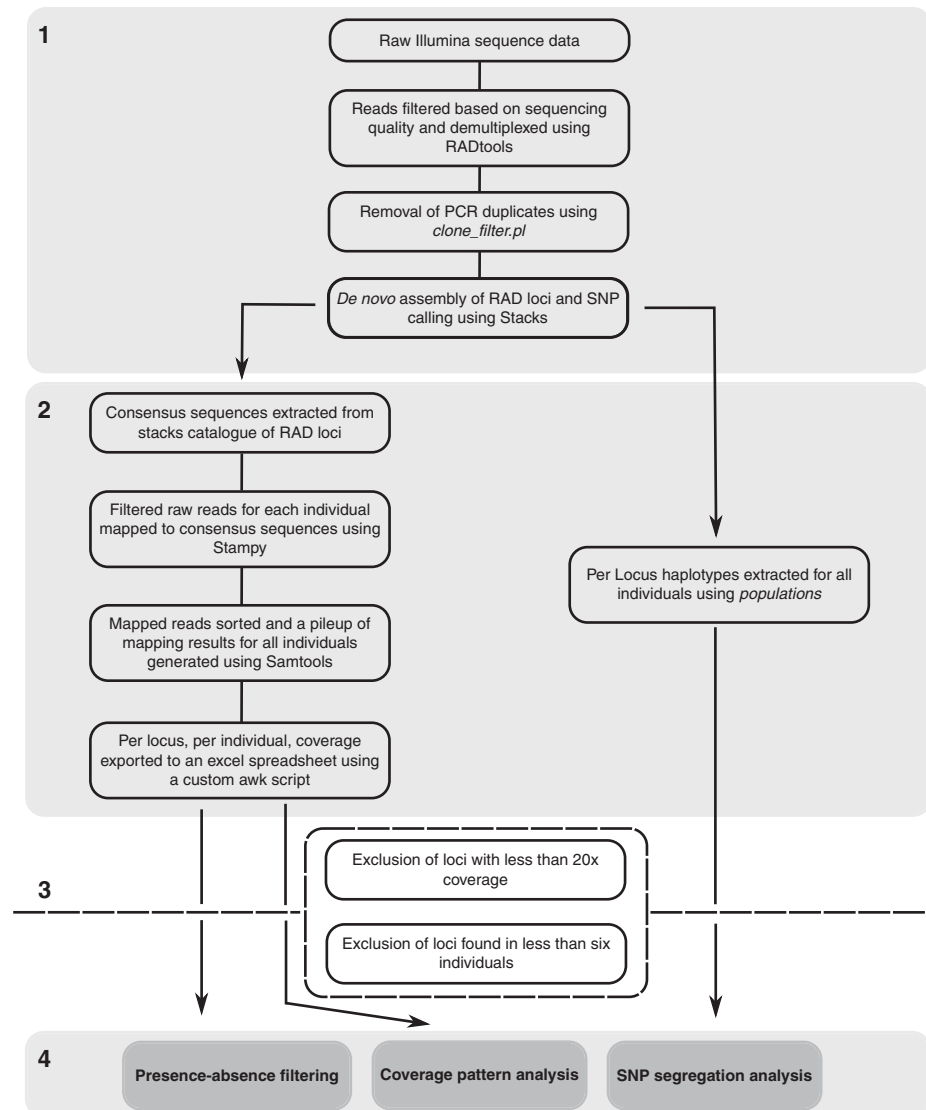 1
Raw Illumina sequence data
Reads filtered based on sequencing
quality and demultiplexed using
RADtools
Removal of PCR duplicates using
clone_filter.pl
De novo assembly of RAD loci and SNP
calling using Stacks
2
Consensus sequences extracted from
stacks catalogue of RAD loci
Filtered raw reads for each individual
mapped to consensus sequences using
Stampy
Mapped reads sorted and a pileup of
mapping results for all individuals
generated using Samtools
Per locus, per individual, coverage
exported to an excel spreadsheet using
a custom awk script
Per Locus haplotypes extracted for all
individuals using populations
3
Exclusion of loci with less than 20x
coverage
Exclusion of loci found in less than six
individuals
4
Presence-absence filtering
Coverage pattern analysis
SNP segregation analysis